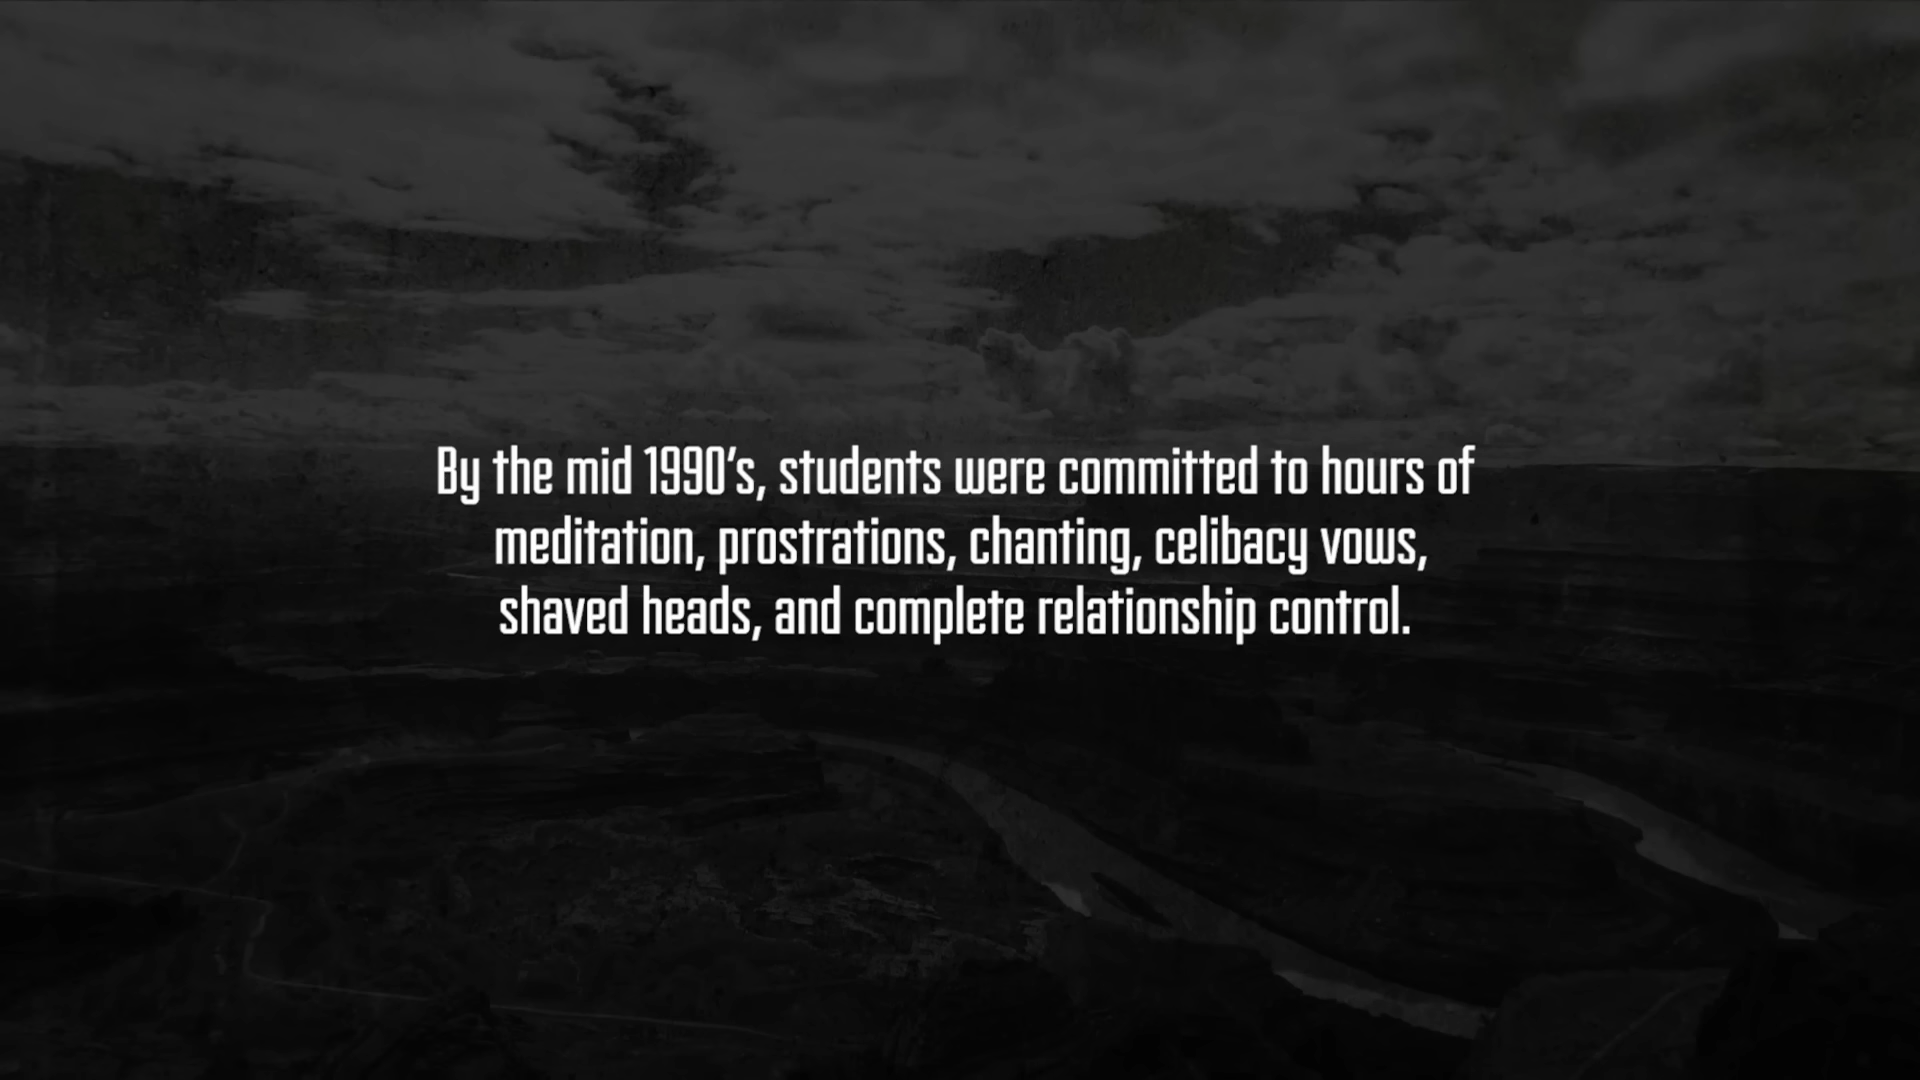 By the mid 1990's, students were committed to hours of
meditation, prostrations, chanting, celibacy vows,
shaved heads, and complete relationship control.